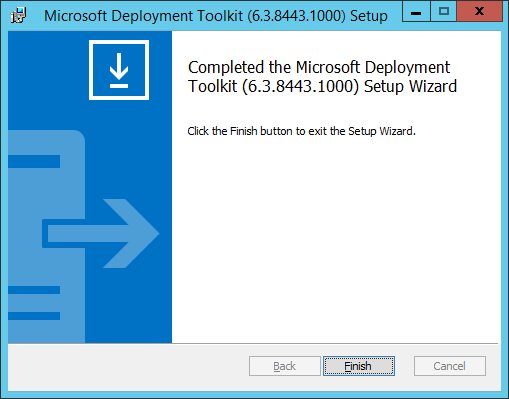 Microsoft Deployment Toolkit (6.3.8443.1000) Setup
Completed the Microsoft Deployment
Toolkit (6.3.8443.1000) Setup Wizard
Click the Finish button to exit the Setup Wizard.
Back
Finish
Cancel